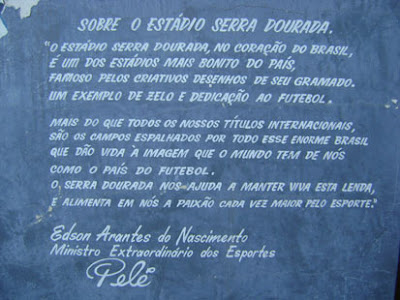 SOBRE O ESTÁDIO SERRA DOURADA.
"O ESTÁDIO SERRA DOURADA, NO CORAÇÃO DO BRASIL,
É UM DOS ESTÁDIOS MAIS BONITO DO PAÍS,
FAMOSO PELOS CRIATIVOS DESENHOS DE SEU GRAMADO.
UM EXEMPLO DE ZELO E DEDICAÇÃO AO FUTEBOL.
MAIS DO QUE TODOS OS NOSSOS TÍTULOS INTERNACIONAIS,
SÃO OS CAMPOS ESPALHADOS POR TODO ESSE ENORME BRASIL
QUE DÃO VIDA À IMAGEM QUE O MUNDO TEM DE NÓS
COMO O PAÍS DO FUTEBOL.
O SERRA DOURADA NOS AJUDA A MANTER VIVA ESTA LENDA,
E ALIMENTA EM NÓS A PAIXÃO CADA VEZ MAIOR PELO ESPORTE."
Edson Arantes do Nascimento
Ministro Extraordinário dos Esportes
Pelé